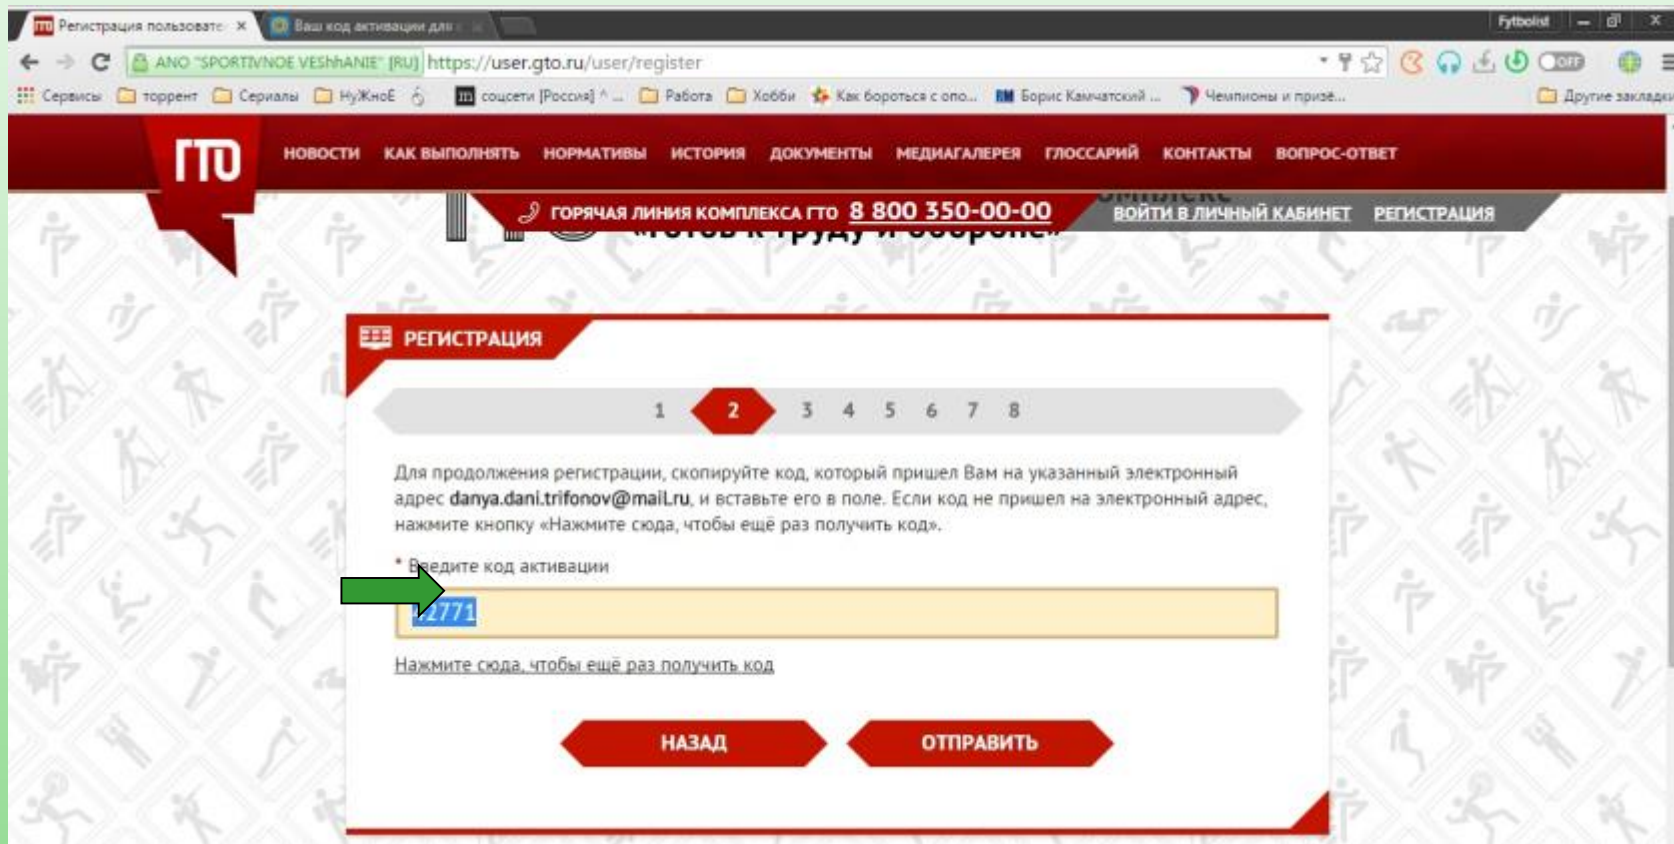 Регистрация пользовате
Ваш код активации для
Fytbolist
ANO "SPORTIVNOE VESHHANIE" [RU] https://user.gto.ru/user/register
OFF
Сервисы торрент Сериалы НуЖноЕ соцсети [Россия] ^ ... Работа Хобби Как бороться с опо... Борис Камчатский ... Чемпионы и призё... Другие закладки
ГТО НОВОСТИ КАК ВЫПОЛНЯТЬ НОРМАТИВЫ ИСТОРИЯ ДОКУМЕНТЫ МЕДИАГАЛЕРЕЯ ГЛОССАРИЙ КОНТАКТЫ ВОПРОС-ОТВЕТ
ГОРЯЧАЯ ЛИНИЯ КОМПЛЕКСА ГТО 8 800 350-00-00 ВОЙТИ В ЛИЧНЫЙ КАБИНЕТ РЕГИСТРАЦИЯ
РЕГИСТРАЦИЯ
1 2 3 4 5 6 7 8
Для продолжения регистрации, скопируйте код, который пришел Вам на указанный электронный
адрес danya.dani.trifonov@mail.ru, и вставьте его в поле. Если код не пришел на электронный адрес,
нажмите кнопку «Нажмите сюда, чтобы ещё раз получить код».
* Введите код активации
42771
Нажмите сюда, чтобы ещё раз получить код
НАЗАД ОТПРАВИТЬ